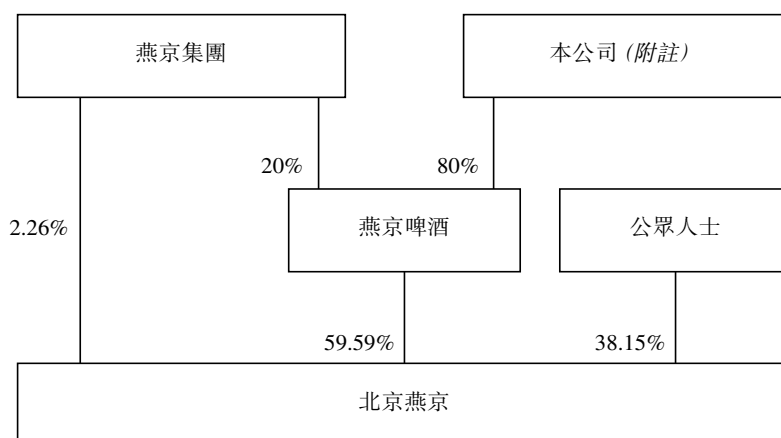 燕京集團
本公司 (附註)
20%
80%
2.26%
燕京啤酒
公眾人士
59.59%
38.15%
北京燕京